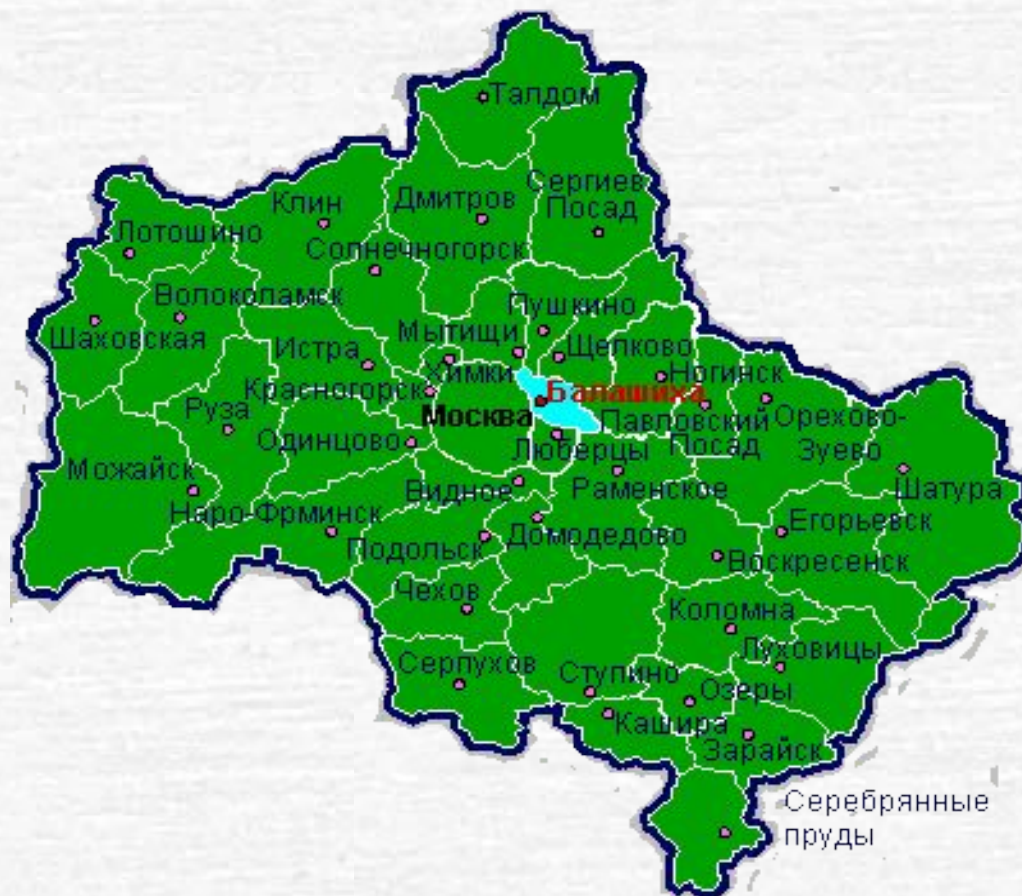 Талдом
Сергиев
Посад
Дмитров
Клин
Лотошино
Солнечногорск
Волоколамск
Пушкино
Шаховская
Мытищи
Щелково
Истра
Химки
Ногинск
Красногорск
Балашиха
Руза
Москва
Павловский
Посад
Орехово-
Зуево
Одинцово
Люберцы
Можайск
Видное
Раменское
Шатура
Наро-Фрминск
Домодедово
Егорьевск
Подольск
Воскресенск
Чехов
Коломна
Луховицы
Серпухов
Ступино
Озеры
Кашира
Зарайск
Серебрянные
пруды